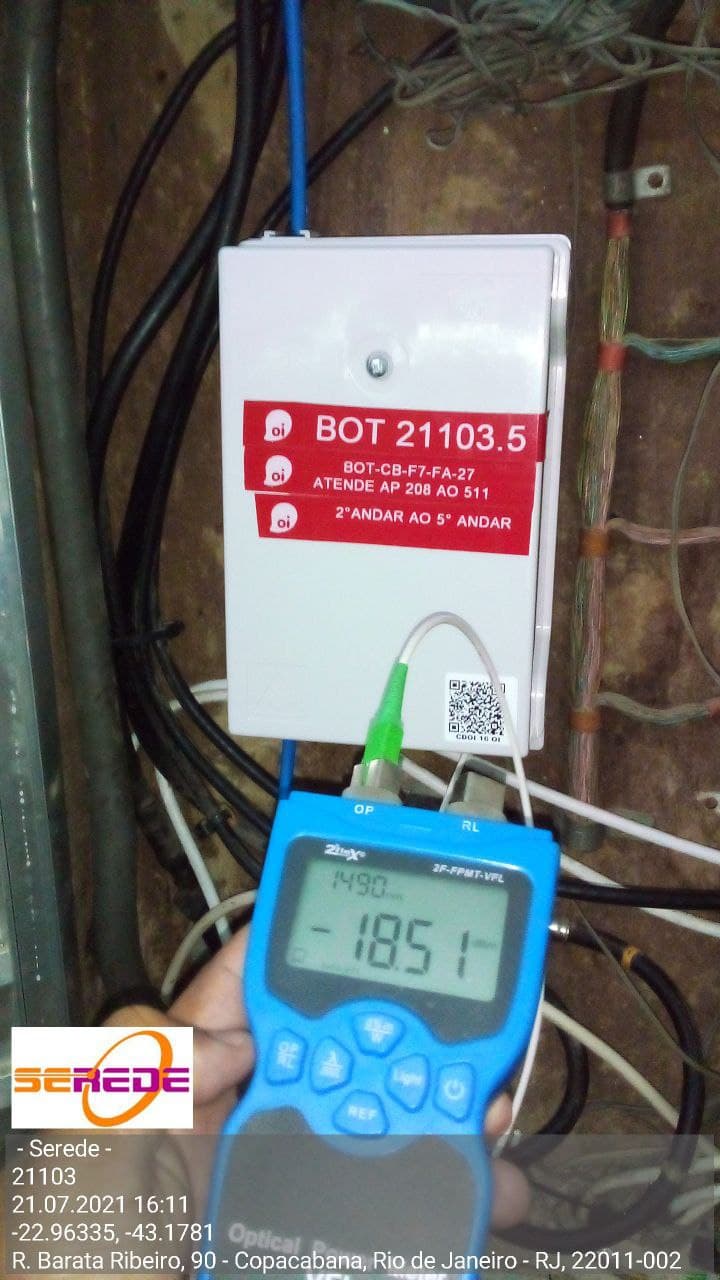 oi BOT 21103.5
oi BOT-CB-F7-FA-27
ATENDE AP 208 AO 511
oi 2°ANDAR AO 5° ANDAR
CDOI 16 OI
OP
RL
2F-FPMT-VFL
1490
-18.51
Light
REF
Optical
SEREDE
- Serede -
21103
21.07.2021 16:11
-22.96335, -43.1781
R. Barata Ribeiro, 90 - Copacabana, Rio de Janeiro - RJ, 22011-002